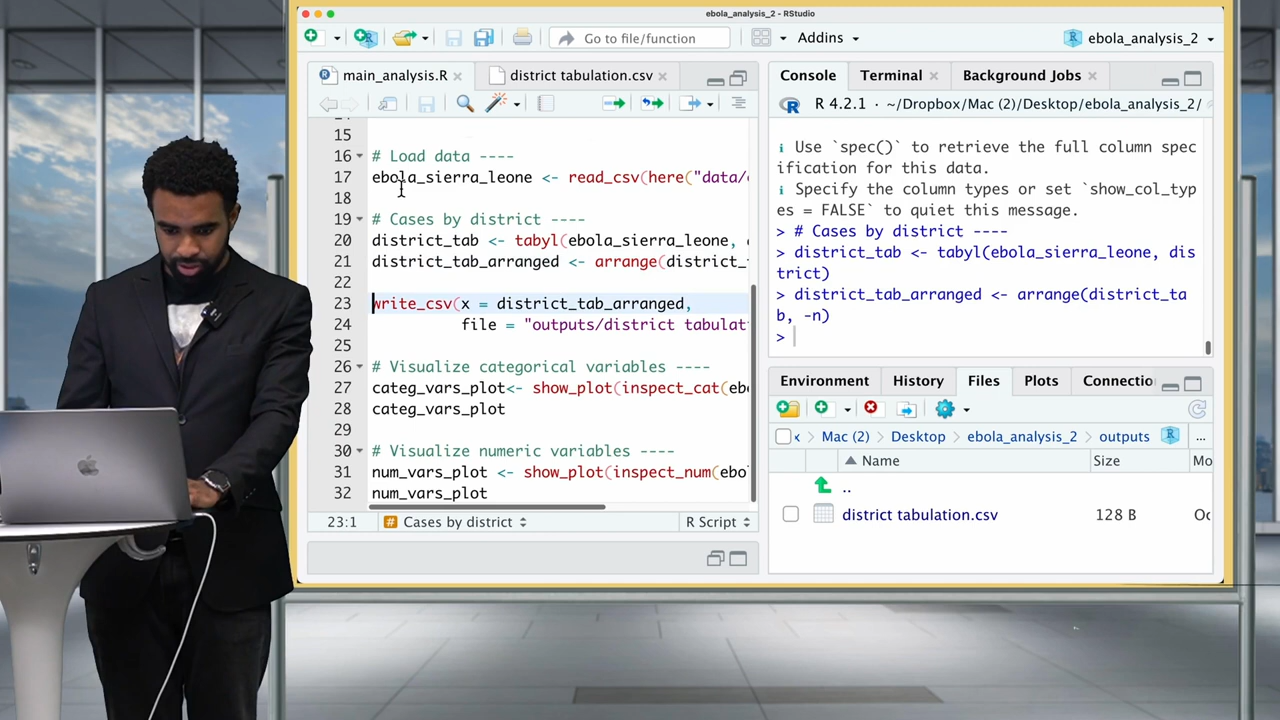 ebola_analysis_2 - RStudio
Go to file/function
Addins
ebola_analysis_2
main_analysis.R
district tabulation.csv
15
16 # Load data ----
17 ebola_sierra_leone <- read_csv(here("data/
18
19 # Cases by district ----
20 district_tab <- tabyl(ebola_sierra_leone,
21 district_tab_arranged <- arrange(district_
22
23 write_csv(x = district_tab_arranged,
24 file = "outputs/district tabulat
25
26 # Visualize categorical variables ----
27 categ_vars_plot<- show_plot(inspect_cat(eb
28 categ_vars_plot
29
30 # Visualize numeric variables ----
31 num_vars_plot <- show_plot(inspect_num(ebo
32 num_vars_plot
23:1
# Cases by district
R Script
Console
Terminal
Background Jobs
R 4.2.1 · ~/Dropbox/Mac (2)/Desktop/ebola_analysis_2/
i Use `spec()` to retrieve the full column spec
ification for this data.
i Specify the column types or set `show_col_typ
es = FALSE` to quiet this message.
> # Cases by district ----
> district_tab <- tabyl(ebola_sierra_leone, dis
trict)
> district_tab_arranged <- arrange(district_ta
b, -n)
>
Environment
History
Files
Plots
Connectio
Mac (2) > Desktop > ebola_analysis_2 > outputs
...
Name
Size
Mo
..
district tabulation.csv
128 B